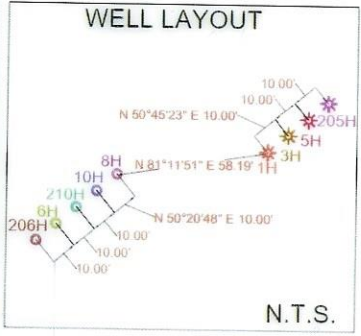 WELL LAYOUT
10.00'
10.00'
N 50°45'23" E 10.00'
205H
5H
3H
1H
8H
N 81°11'51" E 58.19'
10H
210H
6H
206H
N 50°20'48" E 10.00'
10.00'
10.00'
10.00'
N.T.S.